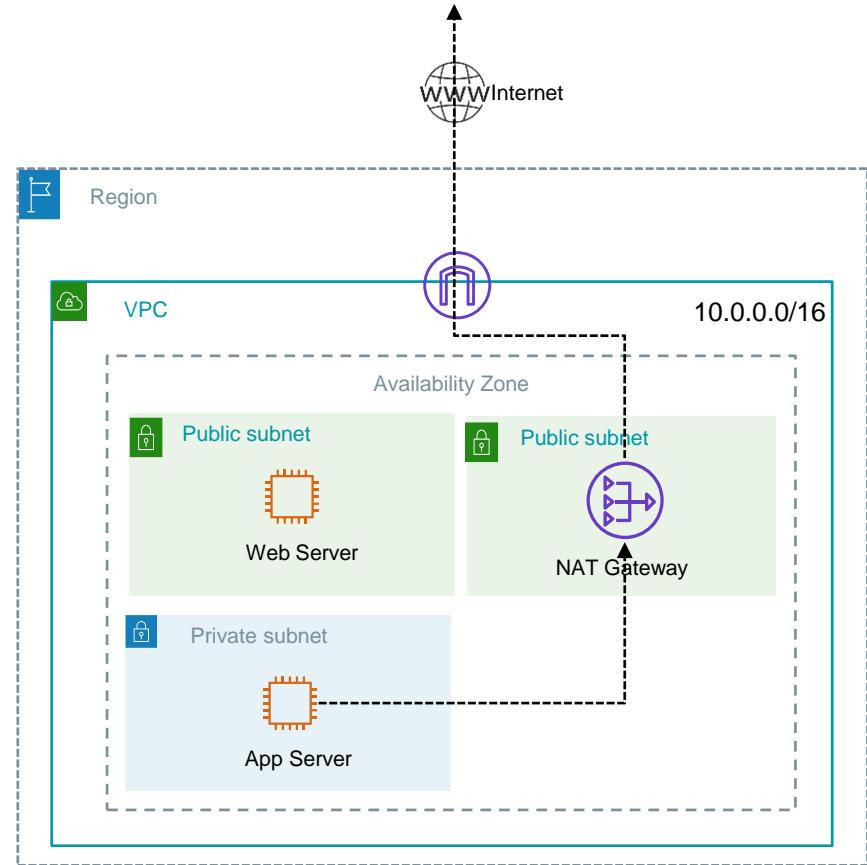 WWW
Internet
Region
VPC
10.0.0.0/16
Availability Zone
Public subnet
Public subnet
Web Server
NAT Gateway
Private subnet
App Server